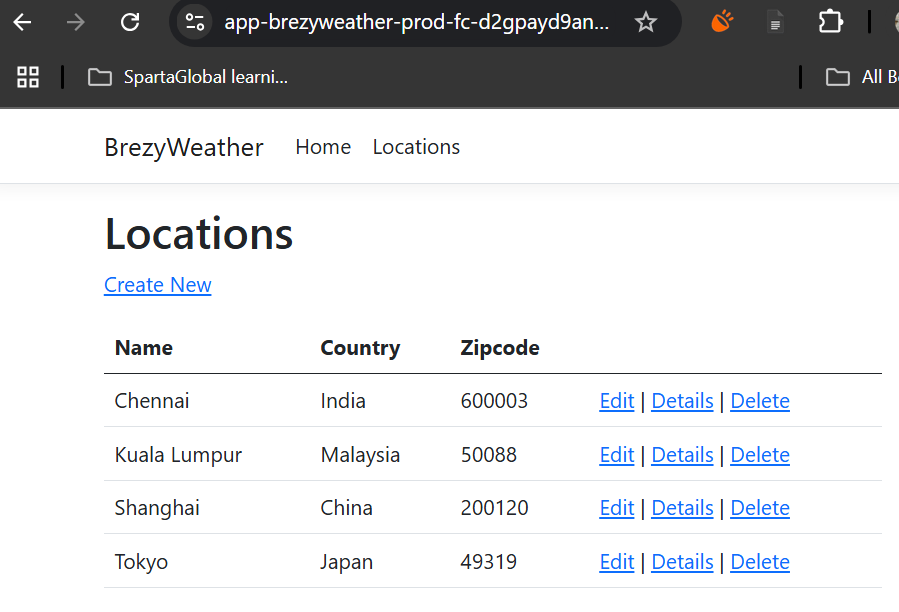 app-brezyweather-prod-fc-d2gpayd9an...
SpartaGlobal learni...
All B
BrezyWeather Home Locations
Locations
Create New
Name Country Zipcode
Chennai India 600003 Edit | Details | Delete
Kuala Lumpur Malaysia 50088 Edit | Details | Delete
Shanghai China 200120 Edit | Details | Delete
Tokyo Japan 49319 Edit | Details | Delete